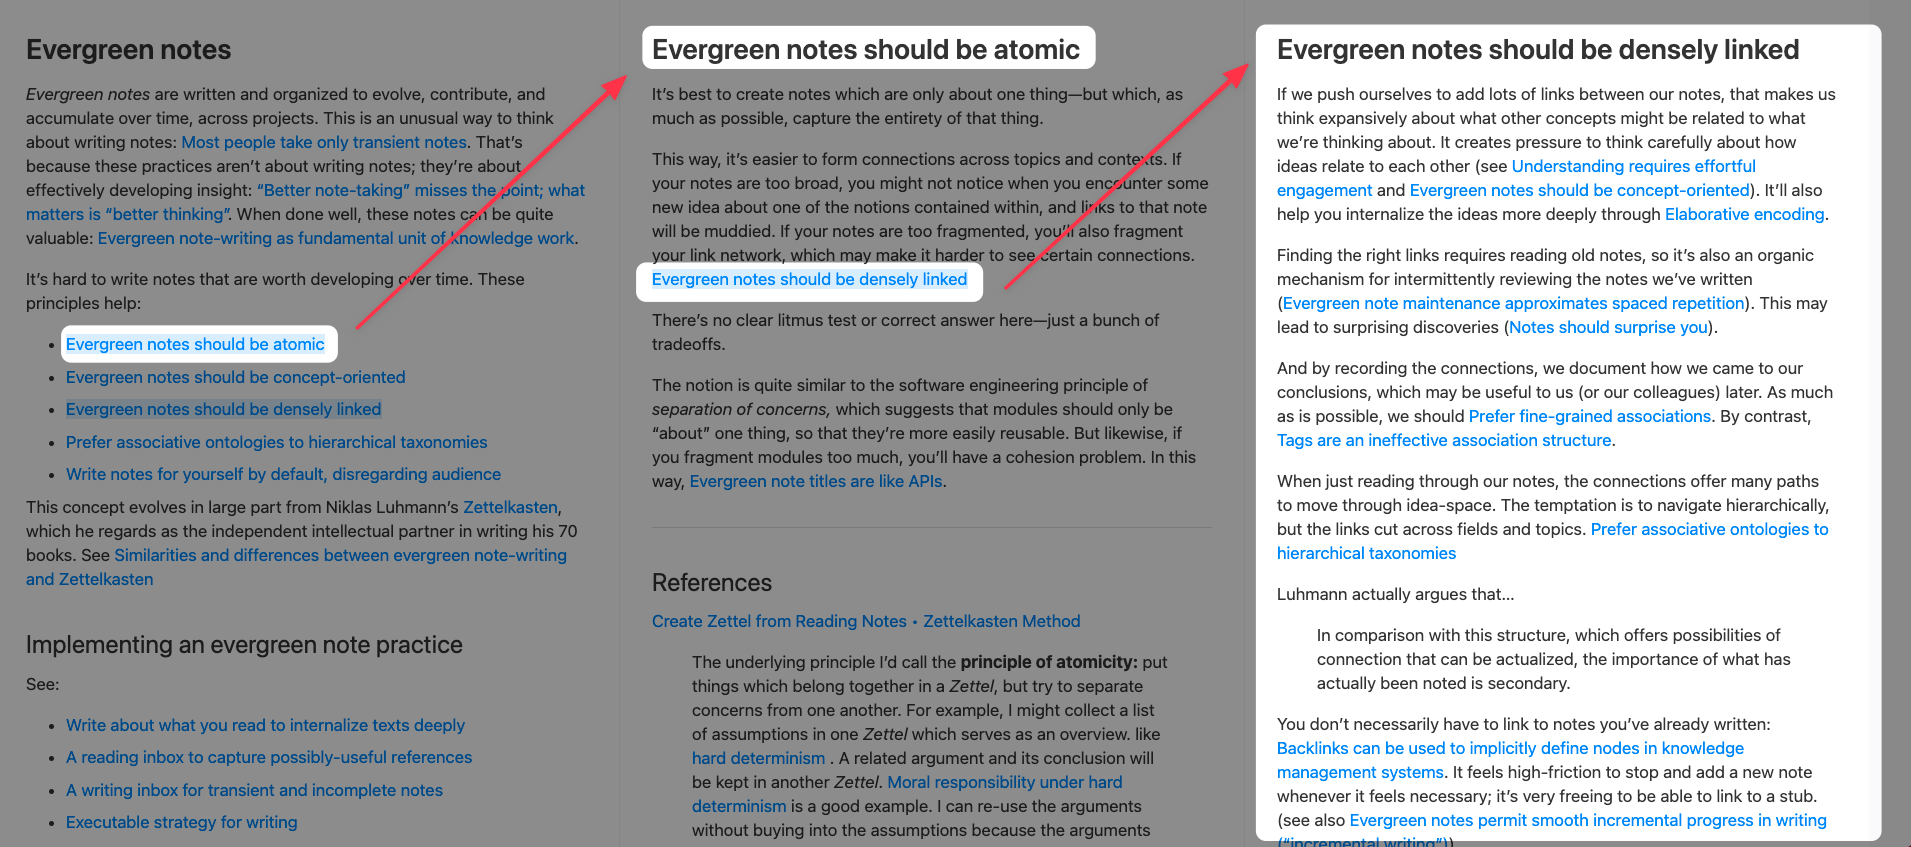 Evergreen notes
Evergreen notes are written and organized to evolve, contribute, and
accumulate over time, across projects. This is an unusual way to think
about writing notes: Most people take only transient notes. That’s
because these practices aren’t about writing notes; they’re about
effectively developing insight: “Better note-taking” misses the point; what
matters is “better thinking”. When done well, these notes can be quite
valuable: Evergreen note-writing as fundamental unit of knowledge work.
It’s hard to write notes that are worth developing over time. These
principles help:
• Evergreen notes should be atomic
• Evergreen notes should be concept-oriented
• Evergreen notes should be densely linked
• Prefer associative ontologies to hierarchical taxonomies
• Write notes for yourself by default, disregarding audience
This concept evolves in large part from Niklas Luhmann’s Zettelkasten,
which he regards as the independent intellectual partner in writing his 70
books. See Similarities and differences between evergreen note-writing
and Zettelkasten
Implementing an evergreen note practice
See:
• Write about what you read to internalize texts deeply
• A reading inbox to capture possibly-useful references
• A writing inbox for transient and incomplete notes
• Executable strategy for writing
Evergreen notes should be atomic
It’s best to create notes which are only about one thing—but which, as
much as possible, capture the entirety of that thing.
This way, it’s easier to form connections across topics and contexts. If
your notes are too broad, you might not notice when you encounter some
new idea about one of the notions contained within, and links to that note
will be muddied. If your notes are too fragmented, you’ll also fragment
your link network, which may make it harder to see certain connections.
Evergreen notes should be densely linked
There’s no clear litmus test or correct answer here—just a bunch of
tradeoffs.
The notion is quite similar to the software engineering principle of
separation of concerns, which suggests that modules should only be
“about” one thing, so that they’re more easily reusable. But likewise, if
you fragment modules too much, you’ll have a cohesion problem. In this
way, Evergreen note titles are like APIs.
References
Create Zettel from Reading Notes • Zettelkasten Method
The underlying principle I’d call the principle of atomicity: put
things which belong together in a Zettel, but try to separate
concerns from one another. For example, I might collect a list
of assumptions in one Zettel which serves as an overview. like
hard determinism . A related argument and its conclusion will
be kept in another Zettel. Moral responsibility under hard
determinism is a good example. I can re-use the arguments
without buying into the assumptions because the arguments
Evergreen notes should be densely linked
If we push ourselves to add lots of links between our notes, that makes us
think expansively about what other concepts might be related to what
we’re thinking about. It creates pressure to think carefully about how
ideas relate to each other (see Understanding requires effortful
engagement and Evergreen notes should be concept-oriented). It’ll also
help you internalize the ideas more deeply through Elaborative encoding.
Finding the right links requires reading old notes, so it’s also an organic
mechanism for intermittently reviewing the notes we’ve written
(Evergreen note maintenance approximates spaced repetition). This may
lead to surprising discoveries (Notes should surprise you).
And by recording the connections, we document how we came to our
conclusions, which may be useful to us (or our colleagues) later. As much
as is possible, we should Prefer fine-grained associations. By contrast,
Tags are an ineffective association structure.
When just reading through our notes, the connections offer many paths
to move through idea-space. The temptation is to navigate hierarchically,
but the links cut across fields and topics. Prefer associative ontologies to
hierarchical taxonomies
Luhmann actually argues that…
In comparison with this structure, which offers possibilities of
connection that can be actualized, the importance of what has
actually been noted is secondary.
You don’t necessarily have to link to notes you’ve already written:
Backlinks can be used to implicitly define nodes in knowledge
management systems. It feels high-friction to stop and add a new note
whenever it feels necessary; it’s very freeing to be able to link to a stub.
(see also Evergreen notes permit smooth incremental progress in writing
(“incremental writing”))